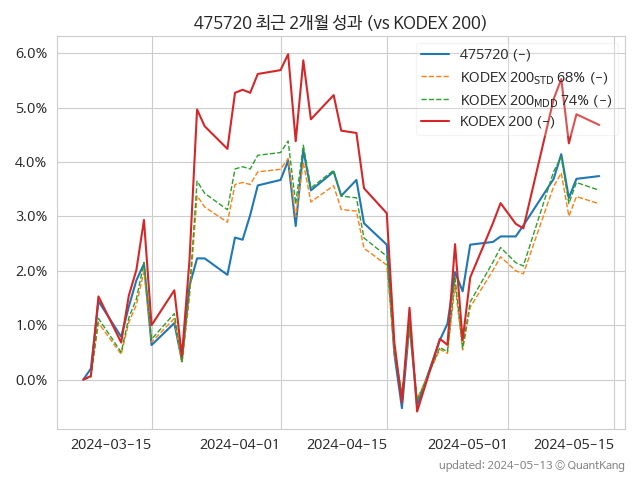 475720 최근 2개월 성과 (vs KODEX 200)
6.0%
5.0%
4.0%
3.0%
2.0%
1.0%
0.0%
475720 (-)
KODEX 200STD 68% (-)
KODEX 200MDD 74% (-)
KODEX 200 (-)
2024-03-15
2024-04-01
2024-04-15
2024-05-01
2024-05-15
updated: 2024-05-13 © QuantKang